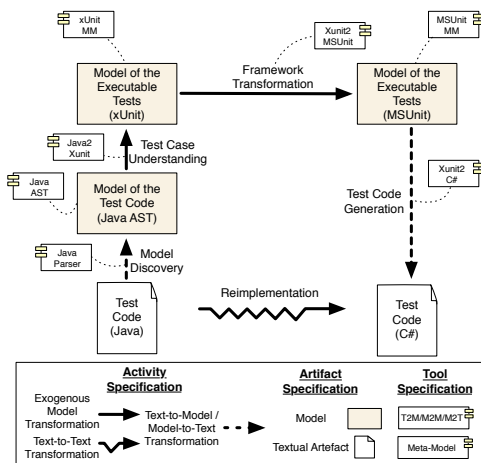 xUnit
MM
Xunit2
MSUnit
MSUnit
MM
Model of the
Executable
Tests
(xUnit)
Framework
Transformation
Model of the
Executable
Tests
(MSUnit)
Java2
Xunit
Test Case
Understanding
Java
AST
Model of the
Test Code
(Java AST)
Test Code
Generation
Xunit2
C#
Java
Parser
Model
Discovery
Test
Code
(Java)
Reimplementation
Test
Code
(C#)
Activity
Specification
Artifact
Specification
Tool
Specification
Exogenous
Model
Transformation
Text-to-Text
Transformation
Text-to-Model /
Model-to-Text
Transformation
Model
Textual Artefact
T2M/M2M/M2T
Meta-Model